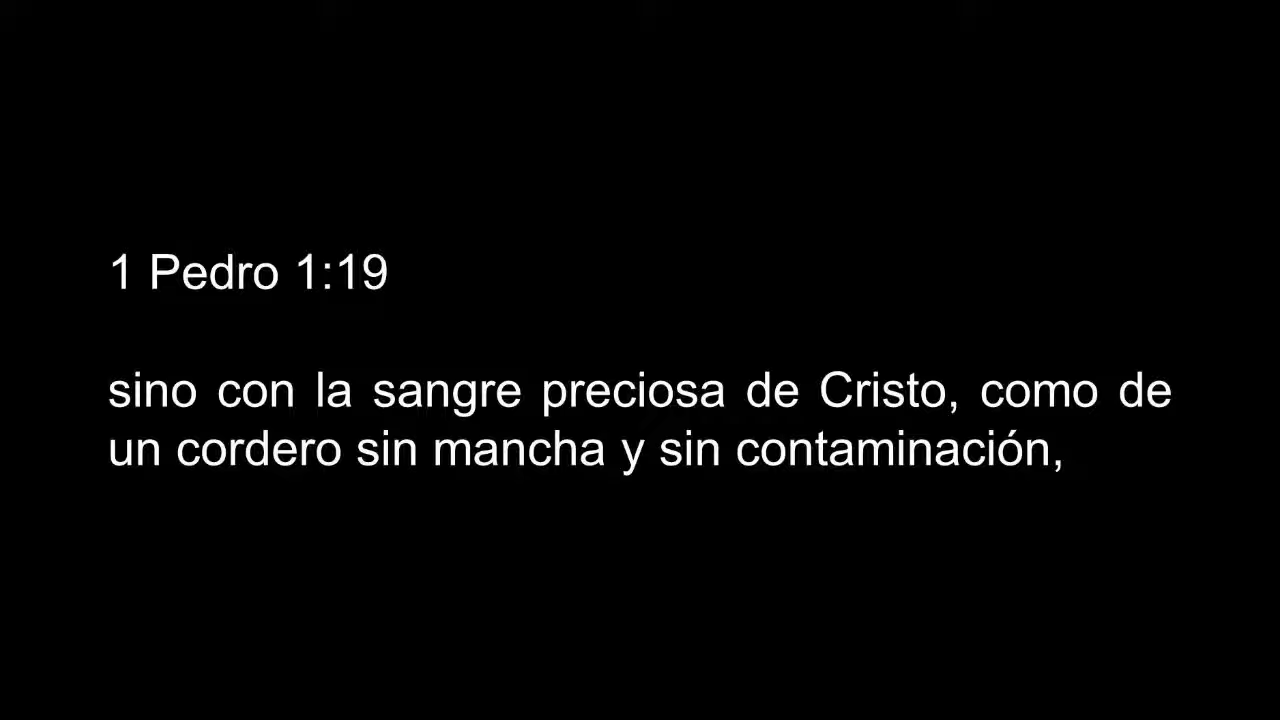 1 Pedro 1:19
sino con la sangre preciosa de Cristo, como de
un cordero sin mancha y sin contaminación,